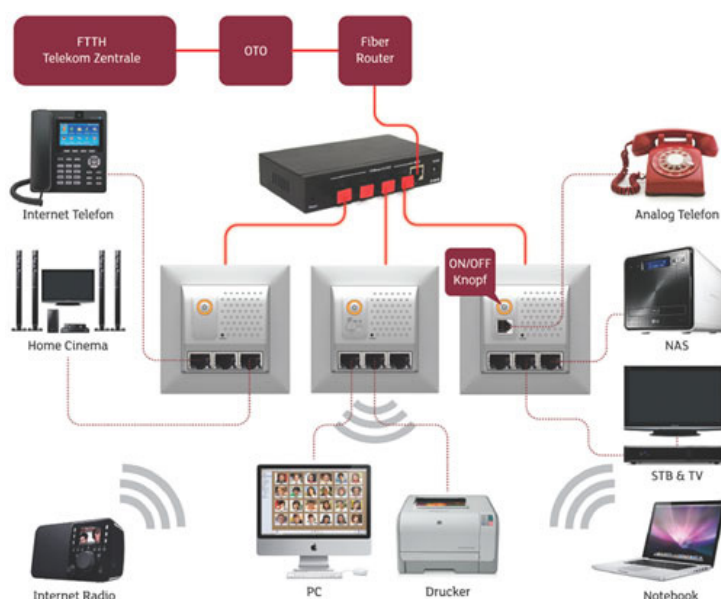 FTTH
Telekom Zentrale
OTO
Fiber
Router
Internet Telefon
Analog Telefon
ON/OFF
Knopf
Home Cinema
NAS
STB & TV
Internet Radio
PC
Drucker
Notebook